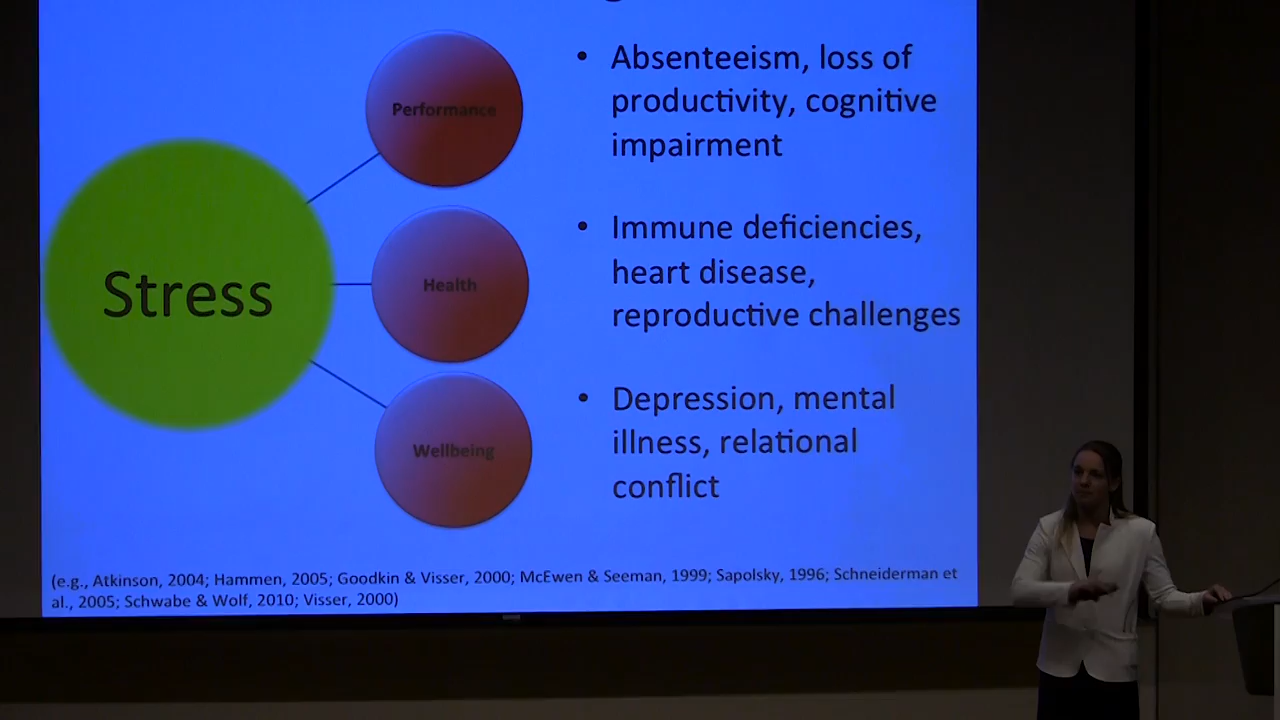 Stress
Performance
Health
Wellbeing
• Absenteeism, loss of
productivity, cognitive
impairment
• Immune deficiencies,
heart disease,
reproductive challenges
• Depression, mental
illness, relational
conflict
(e.g., Atkinson, 2004; Hammen, 2005; Goodkin & Visser, 2000; McEwen & Seeman, 1999; Sapolsky, 1996; Schneiderman et
al., 2005; Schwabe & Wolf, 2010; Visser, 2000)